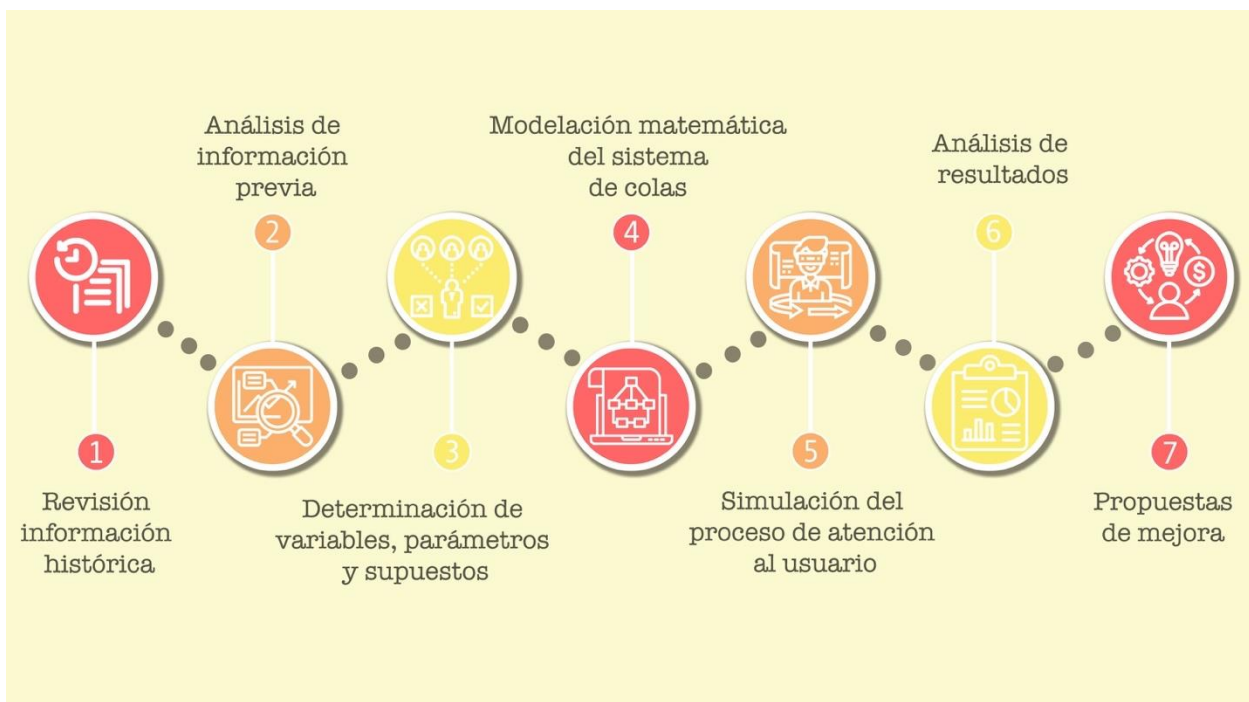 1
Revisión
información
histórica
Análisis de
información
previa
2
3
Determinación de
variables, parámetros
y supuestos
Modelación matemática
del sistema
de colas
4
5
Simulación del
proceso de atención
al usuario
Análisis de
resultados
6
7
Propuestas
de mejora